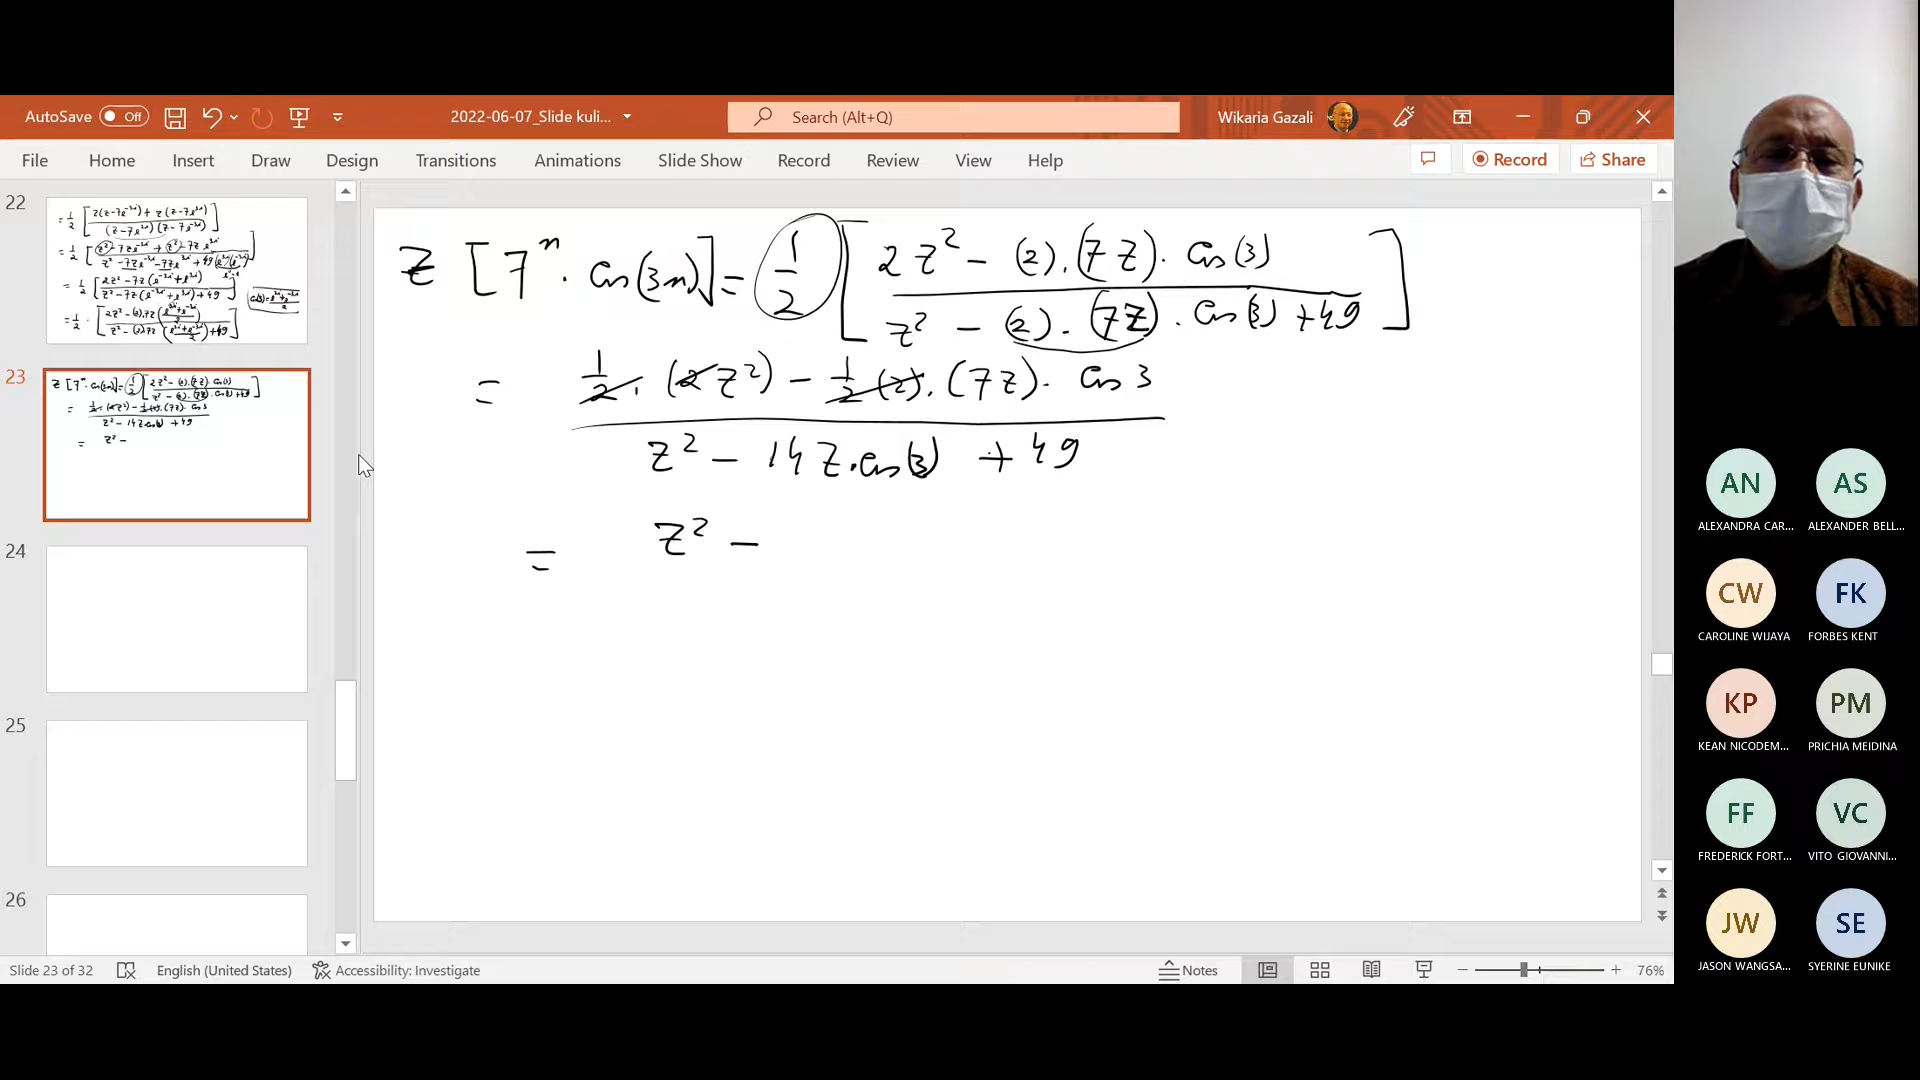 AutoSave Off 2022-06-07_Slide kuli... Search (Alt+Q) Wikaria Gazali
File Home Insert Draw Design Transitions Animations Slide Show Record Review View Help Record Share
22
23
24
25
26
Z [7ⁿ · Cos(3n)] = 1/2 [ (2z² - (2).(7z). Cos(3)) / (z² - (2) . (7z) . Cos(3) + 49) ]
= (1/2 . (2z²) - 1/2 (2) . (7z) . Cos 3) / (z² - 14z.Cos(3) + 49)
= z² -
AN AS
ALEXANDRA CAR... ALEXANDER BELL...
CW FK
CAROLINE WIJAYA FORBES KENT
KP PM
KEAN NICODEM... PRICHIA MEIDINA
FF VC
FREDERICK FORT... VITO GIOVANNI...
JW SE
JASON WANGSA... SYERINE EUNIKE
Slide 23 of 32 English (United States) Accessibility: Investigate Notes 76%